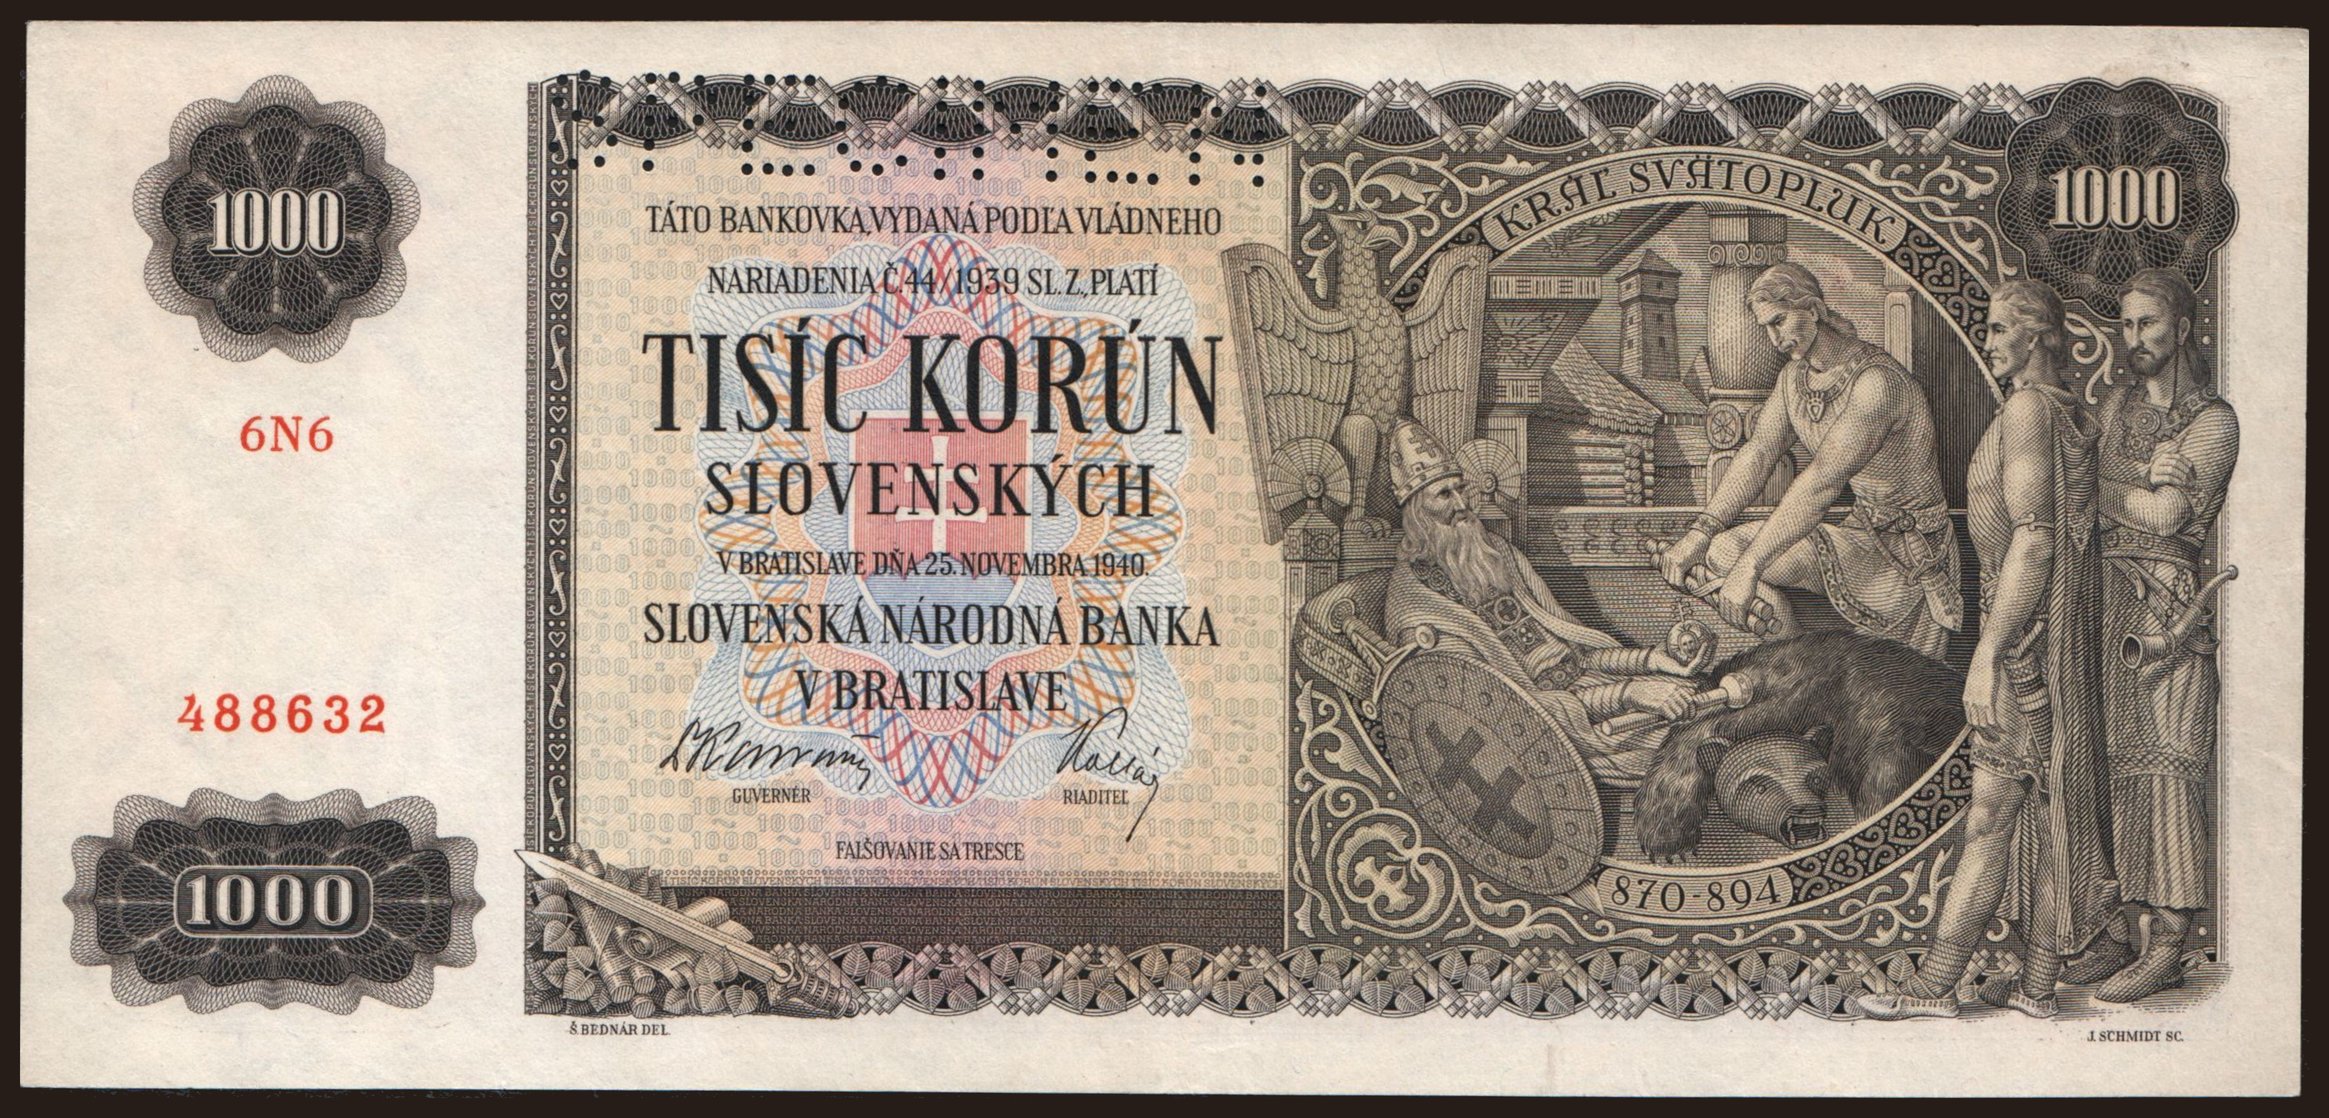 1000
1000
KRÁĽ SVÄTOPLUK
TÁTO BANKOVKA, VYDANÁ PODĽA VLÁDNEHO
NARIADENIA Č. 44/1939 SL. Z., PLATÍ
TISÍC KORÚN
SLOVENSKÝCH
V BRATISLAVE DŇA 25. NOVEMBRA 1940.
SLOVENSKÁ NÁRODNÁ BANKA
V BRATISLAVE
6N6
488632
GUVERNÉR
RIADITEĽ
FALŠOVANIE SA TRESCE
1000
870-894
Š. BEDNÁR DEL.
J. SCHMIDT SC.